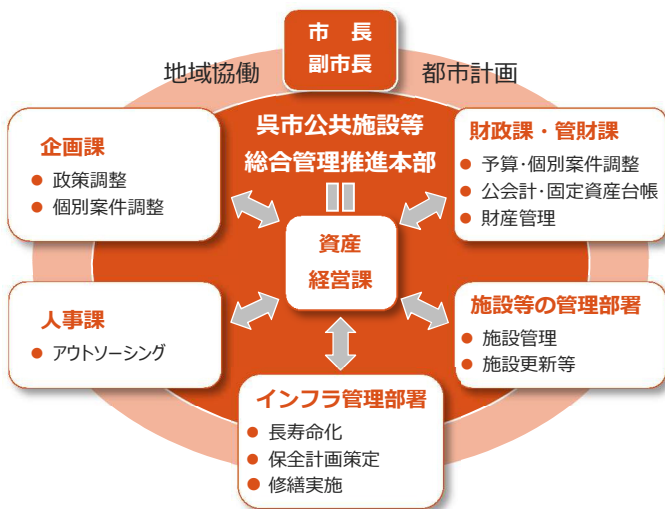 市　長
副市長
地域協働
都市計画
呉市公共施設等
総合管理推進本部
企画課
● 政策調整
● 個別案件調整
財政課・管財課
● 予算・個別案件調整
● 公会計・固定資産台帳
● 財産管理
資産
経営課
人事課
● アウトソーシング
施設等の管理部署
● 施設管理
● 施設更新等
インフラ管理部署
● 長寿命化
● 保全計画策定
● 修繕実施